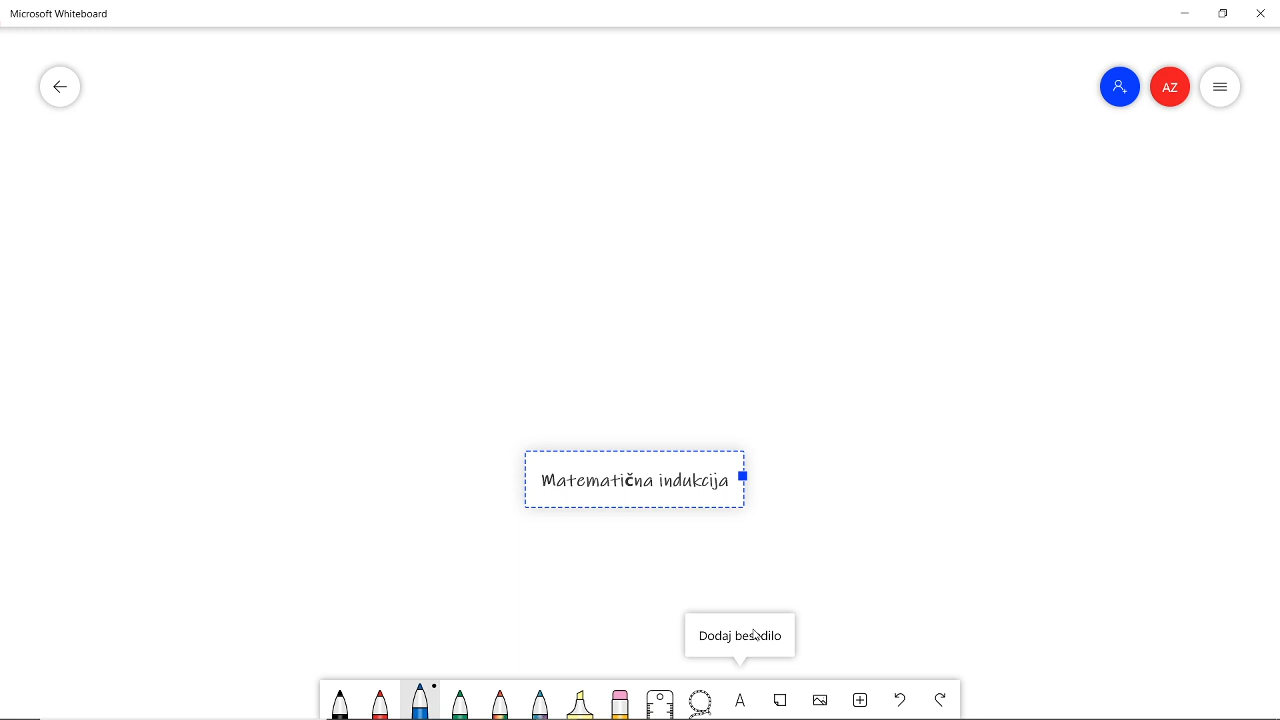 Microsoft Whiteboard
AZ
Matematična indukcija
Dodaj besedilo
A